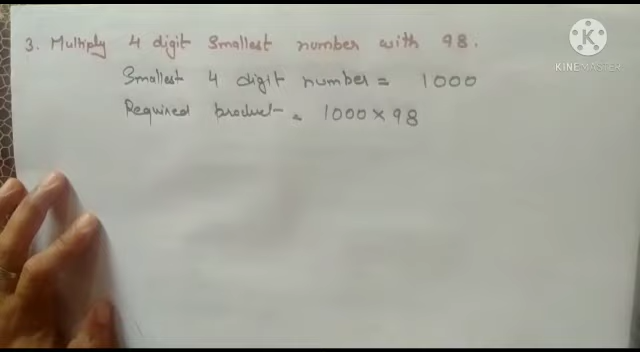 3. Multiply 4 digit smallest number with 98.
Smallest 4 digit number = 1000
Required product = 1000 × 98
K
KINEMASTER